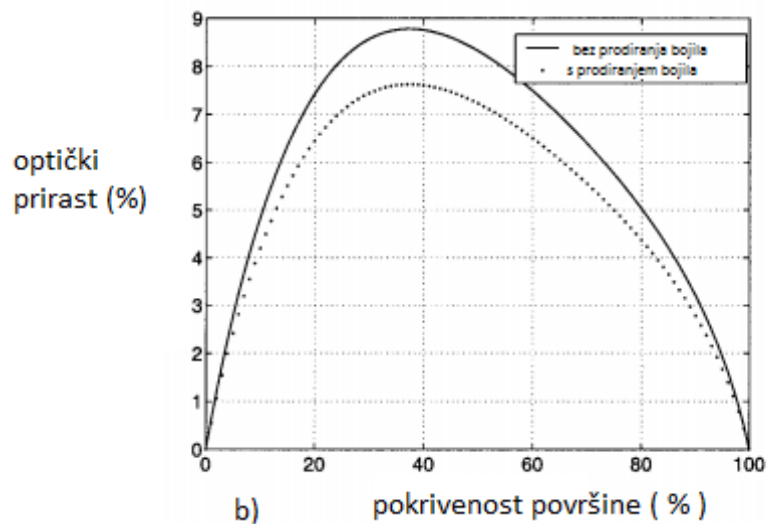 9
8
7
6
5
4
3
2
1
0
bez prodiranja bojila
s prodiranjem bojila
optički
prirast (%)
0 20 40 60 80 100
b) pokrivenost površine ( % )